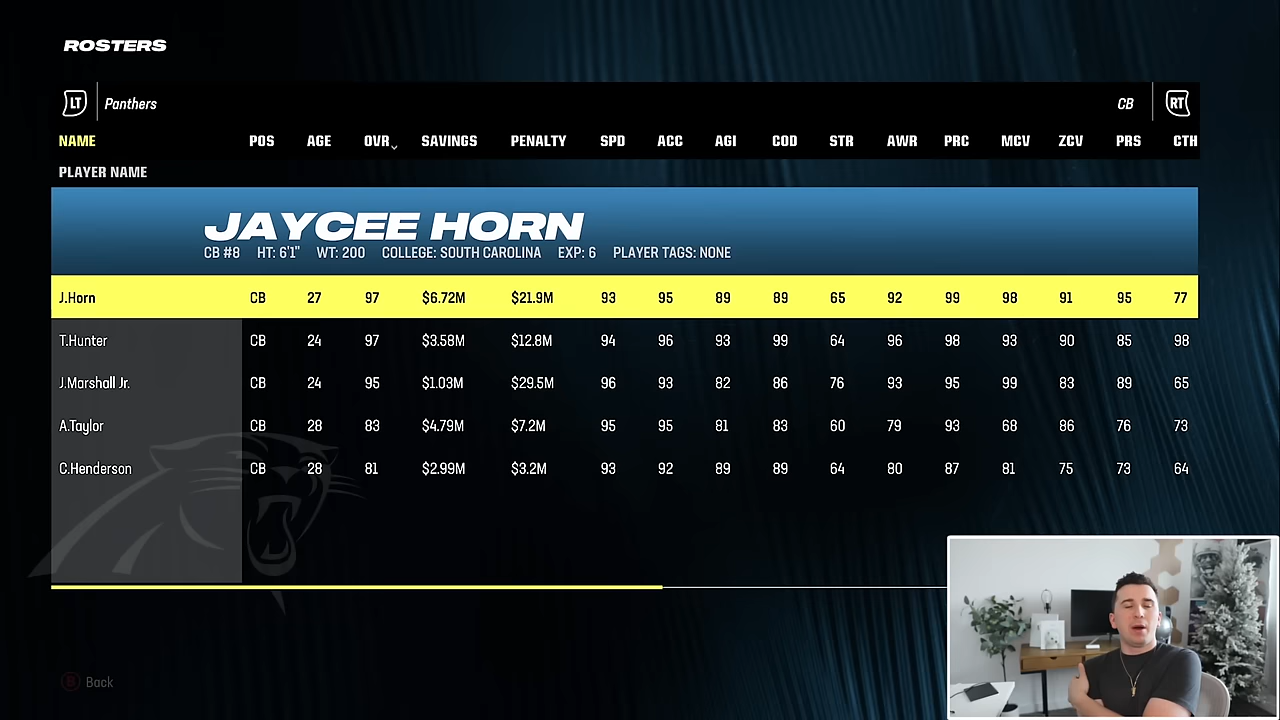 ROSTERS
LT Panthers CB RT
NAME POS AGE OVR SAVINGS PENALTY SPD ACC AGI COD STR AWR PRC MCV ZCV PRS CTH
PLAYER NAME
JAYCEE HORN
CB #8 HT: 6'1" WT: 200 COLLEGE: SOUTH CAROLINA EXP: 6 PLAYER TAGS: NONE
J.Horn CB 27 97 $6.72M $21.9M 93 95 89 89 65 92 99 98 91 95 77
T.Hunter CB 24 97 $3.58M $12.8M 94 96 93 99 64 96 98 93 90 85 98
J.Marshall Jr. CB 24 95 $1.03M $29.5M 96 93 82 86 76 93 95 99 83 89 65
A.Taylor CB 28 83 $4.79M $7.2M 95 95 81 83 60 79 93 68 86 76 73
C.Henderson CB 28 81 $2.99M $3.2M 93 92 89 89 64 80 87 81 75 73 64
B Back